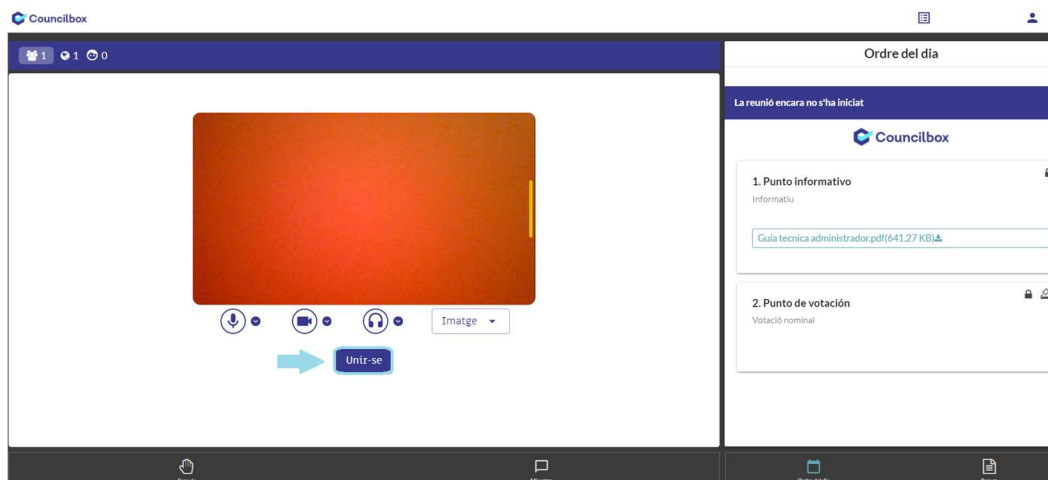 Councilbox
1 1 0
Ordre del dia
La reunió encara no s'ha iniciat
Councilbox
1. Punto informativo
Informatiu
Guía tecnica administrador.pdf(641.27 KB)
2. Punto de votación
Votació nominal
Imatge
Unir-se